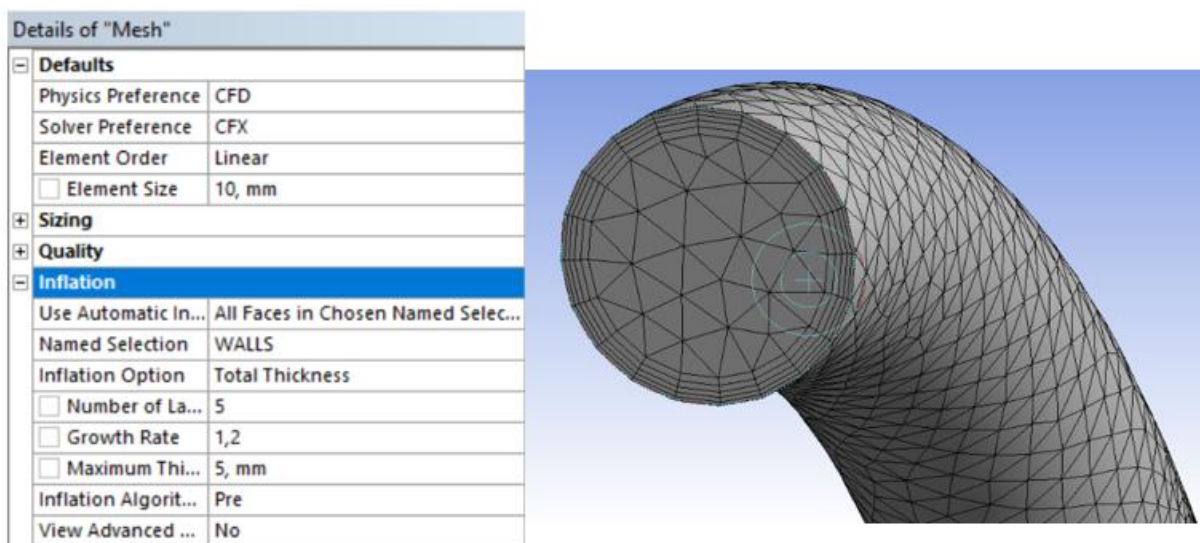 Details of "Mesh"
Defaults
Physics Preference CFD
Solver Preference CFX
Element Order Linear
Element Size 10, mm
Sizing
Quality
Inflation
Use Automatic In... All Faces in Chosen Named Selec...
Named Selection WALLS
Inflation Option Total Thickness
Number of La... 5
Growth Rate 1,2
Maximum Thi... 5, mm
Inflation Algorit... Pre
View Advanced ... No